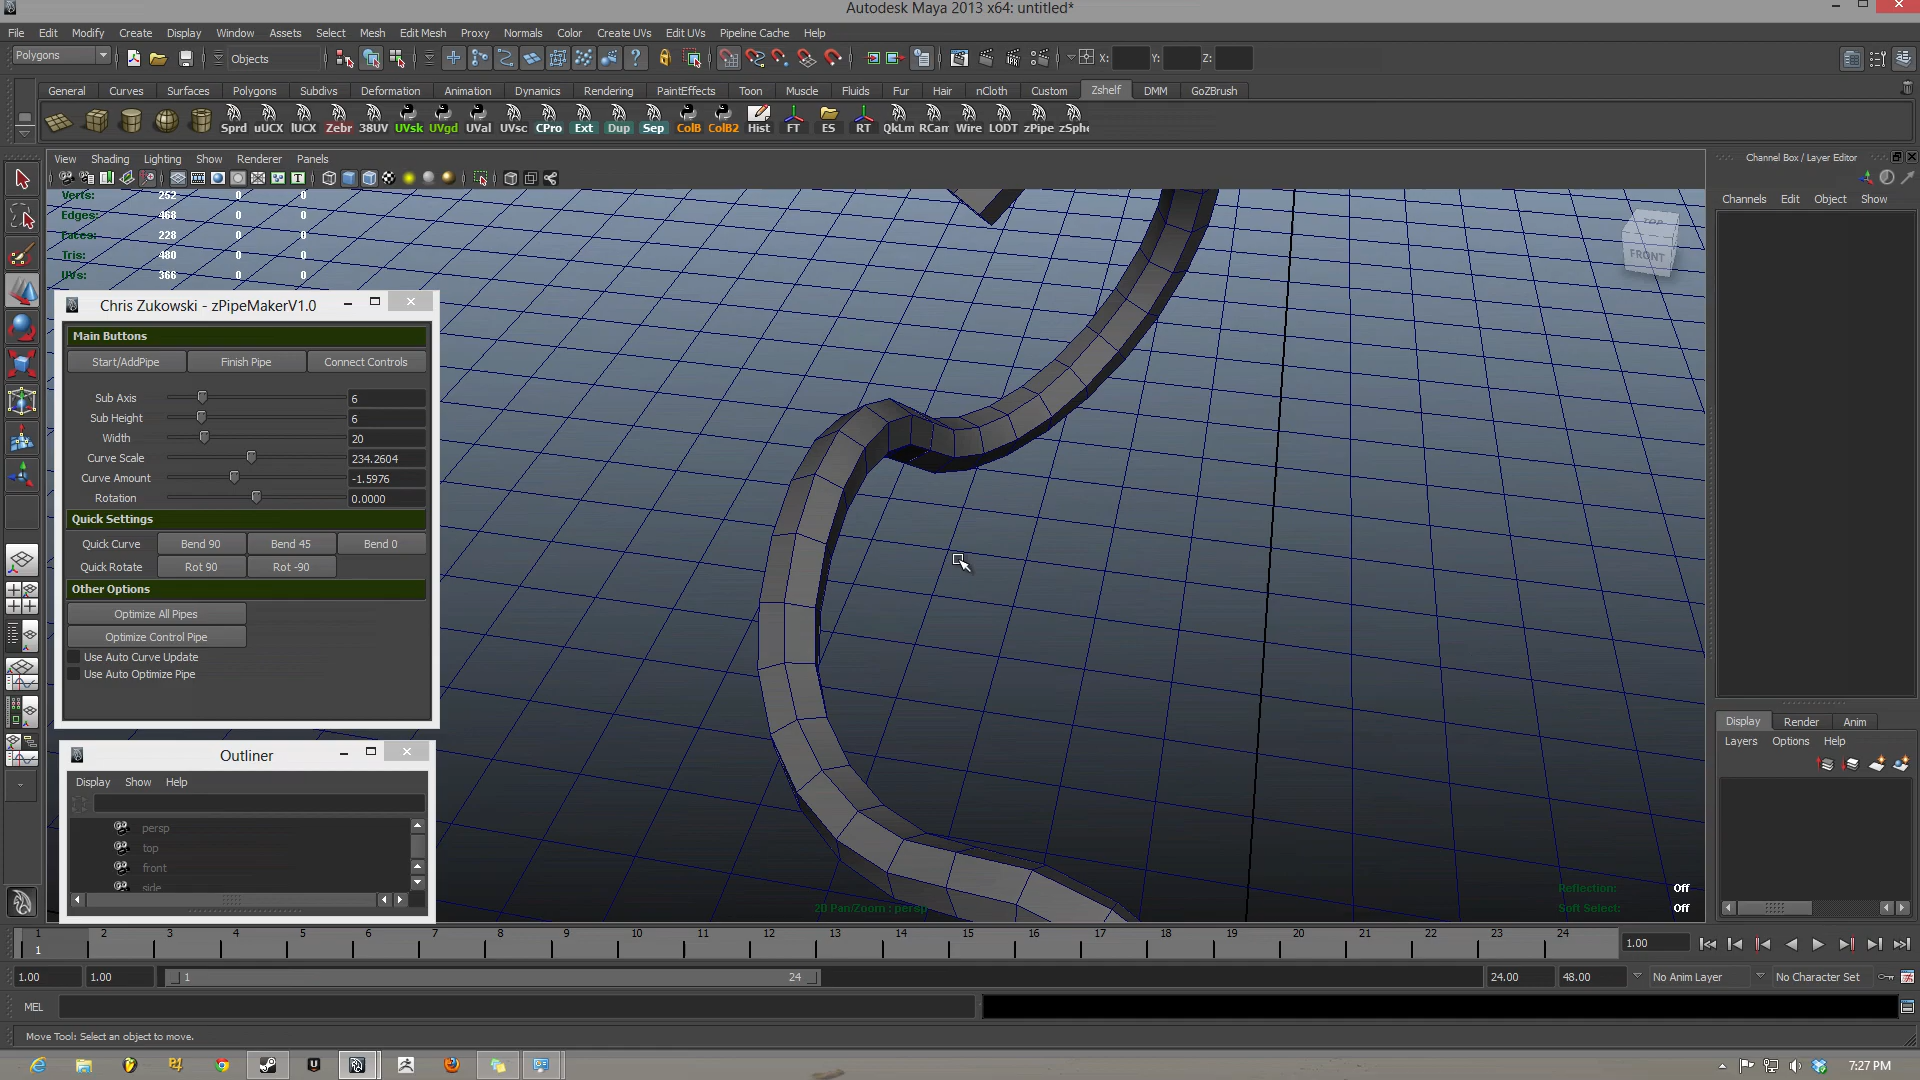 Autodesk Maya 2013 x64: untitled*
File Edit Modify Create Display Window Assets Select Mesh Edit Mesh Proxy Normals Color Create UVs Edit UVs Pipeline Cache Help
Polygons Objects X: Y: Z:
General Curves Surfaces Subdivs Polygons Deformation Animation Dynamics Rendering PaintEffects Toon Muscle Fluids Fur Hair nCloth Custom Zshelf DMM GoZBrush
Sprd uUCX lUCX Zebr 38UV UVsk UVgd UVal UVsc CPro Ext Dup Sep ColB ColB2 Hist FT ES RT QkLm RCam Wire LODT zPipe zSphe
View Shading Lighting Show Renderer Panels
Channel Box / Layer Editor
Channels Edit Object Show
Verts: 252 0 0
Edges: 468 0 0
Faces: 228 0 0
Tris: 480 0 0
UVs: 366 0 0
TOP
FRONT
Chris Zukowski - zPipeMakerV1.0
Main Buttons
Start/AddPipe Finish Pipe Connect Controls
Sub Axis 6
Sub Height 6
Width 20
Curve Scale 234.2604
Curve Amount -1.5976
Rotation 0.0000
Quick Settings
Quick Curve Bend 90 Bend 45 Bend 0
Quick Rotate Rot 90 Rot -90
Other Options
Optimize All Pipes
Optimize Control Pipe
Use Auto Curve Update
Use Auto Optimize Pipe
Outliner
Display Show Help
persp
top
front
side
Display Render Anim
Layers Options Help
Reflection: Off
Soft Select: Off
2D Pan/Zoom : persp
1 2 3 4 5 6 7 8 9 10 11 12 13 14 15 16 17 18 19 20 21 22 23 24
1
1.00
1.00 1.00 1 24 24.00 48.00 No Anim Layer No Character Set
MEL
Move Tool: Select an object to move.
7:27 PM